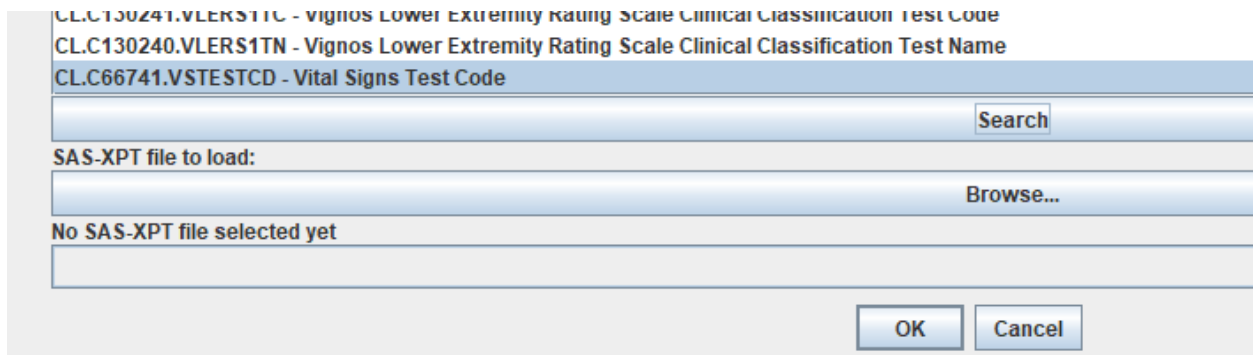 CL.C130241.VLERS1TC - Vignos Lower Extremity Rating Scale Clinical Classification Test Code
CL.C130240.VLERS1TN - Vignos Lower Extremity Rating Scale Clinical Classification Test Name
CL.C66741.VSTESTCD - Vital Signs Test Code
Search
SAS-XPT file to load:
Browse...
No SAS-XPT file selected yet
OK Cancel